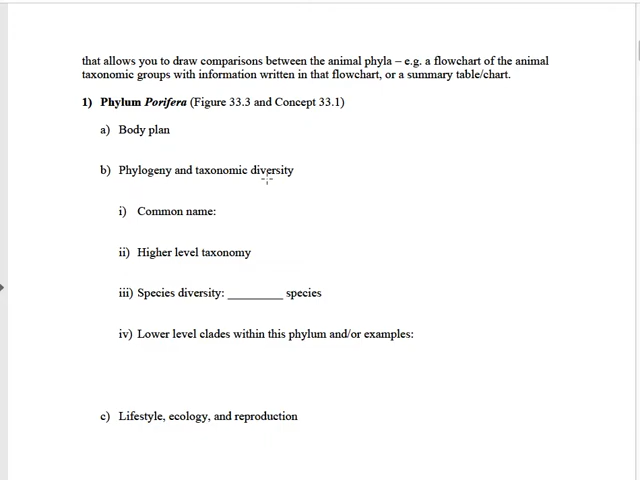 that allows you to draw comparisons between the animal phyla – e.g. a flowchart of the animal
taxonomic groups with information written in that flowchart, or a summary table/chart.
1) Phylum Porifera (Figure 33.3 and Concept 33.1)
a) Body plan
b) Phylogeny and taxonomic diversity
i) Common name:
ii) Higher level taxonomy
iii) Species diversity: _________ species
iv) Lower level clades within this phylum and/or examples:
c) Lifestyle, ecology, and reproduction